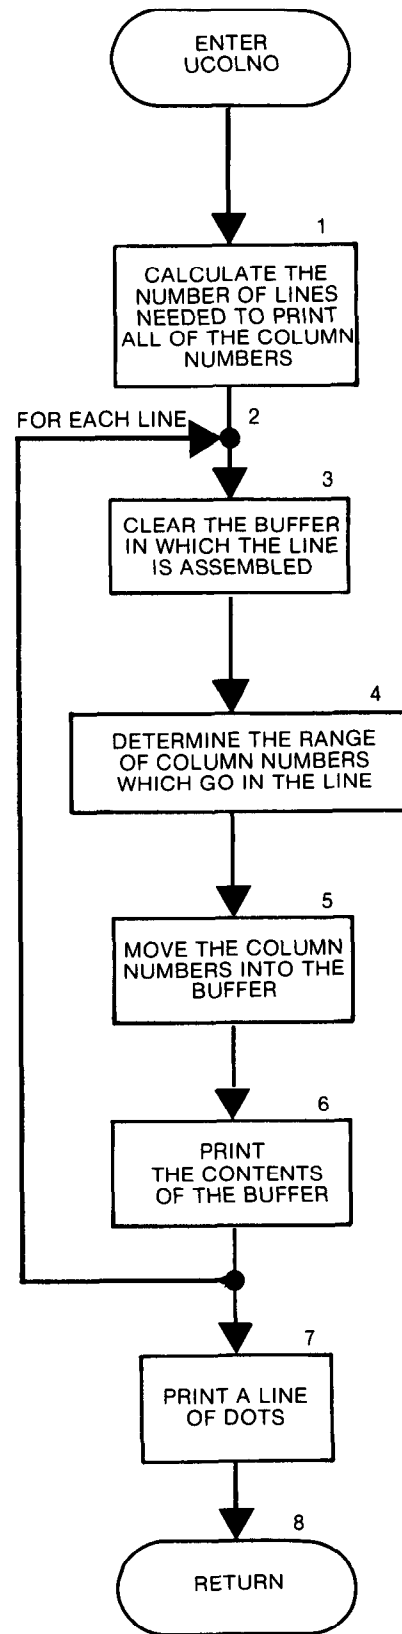 ENTER
UCOLNO
1
CALCULATE THE
NUMBER OF LINES
NEEDED TO PRINT
ALL OF THE COLUMN
NUMBERS
FOR EACH LINE
2
3
CLEAR THE BUFFER
IN WHICH THE LINE
IS ASSEMBLED
4
DETERMINE THE RANGE
OF COLUMN NUMBERS
WHICH GO IN THE LINE
5
MOVE THE COLUMN
NUMBERS INTO THE
BUFFER
6
PRINT
THE CONTENTS
OF THE BUFFER
7
PRINT A LINE
OF DOTS
8
RETURN